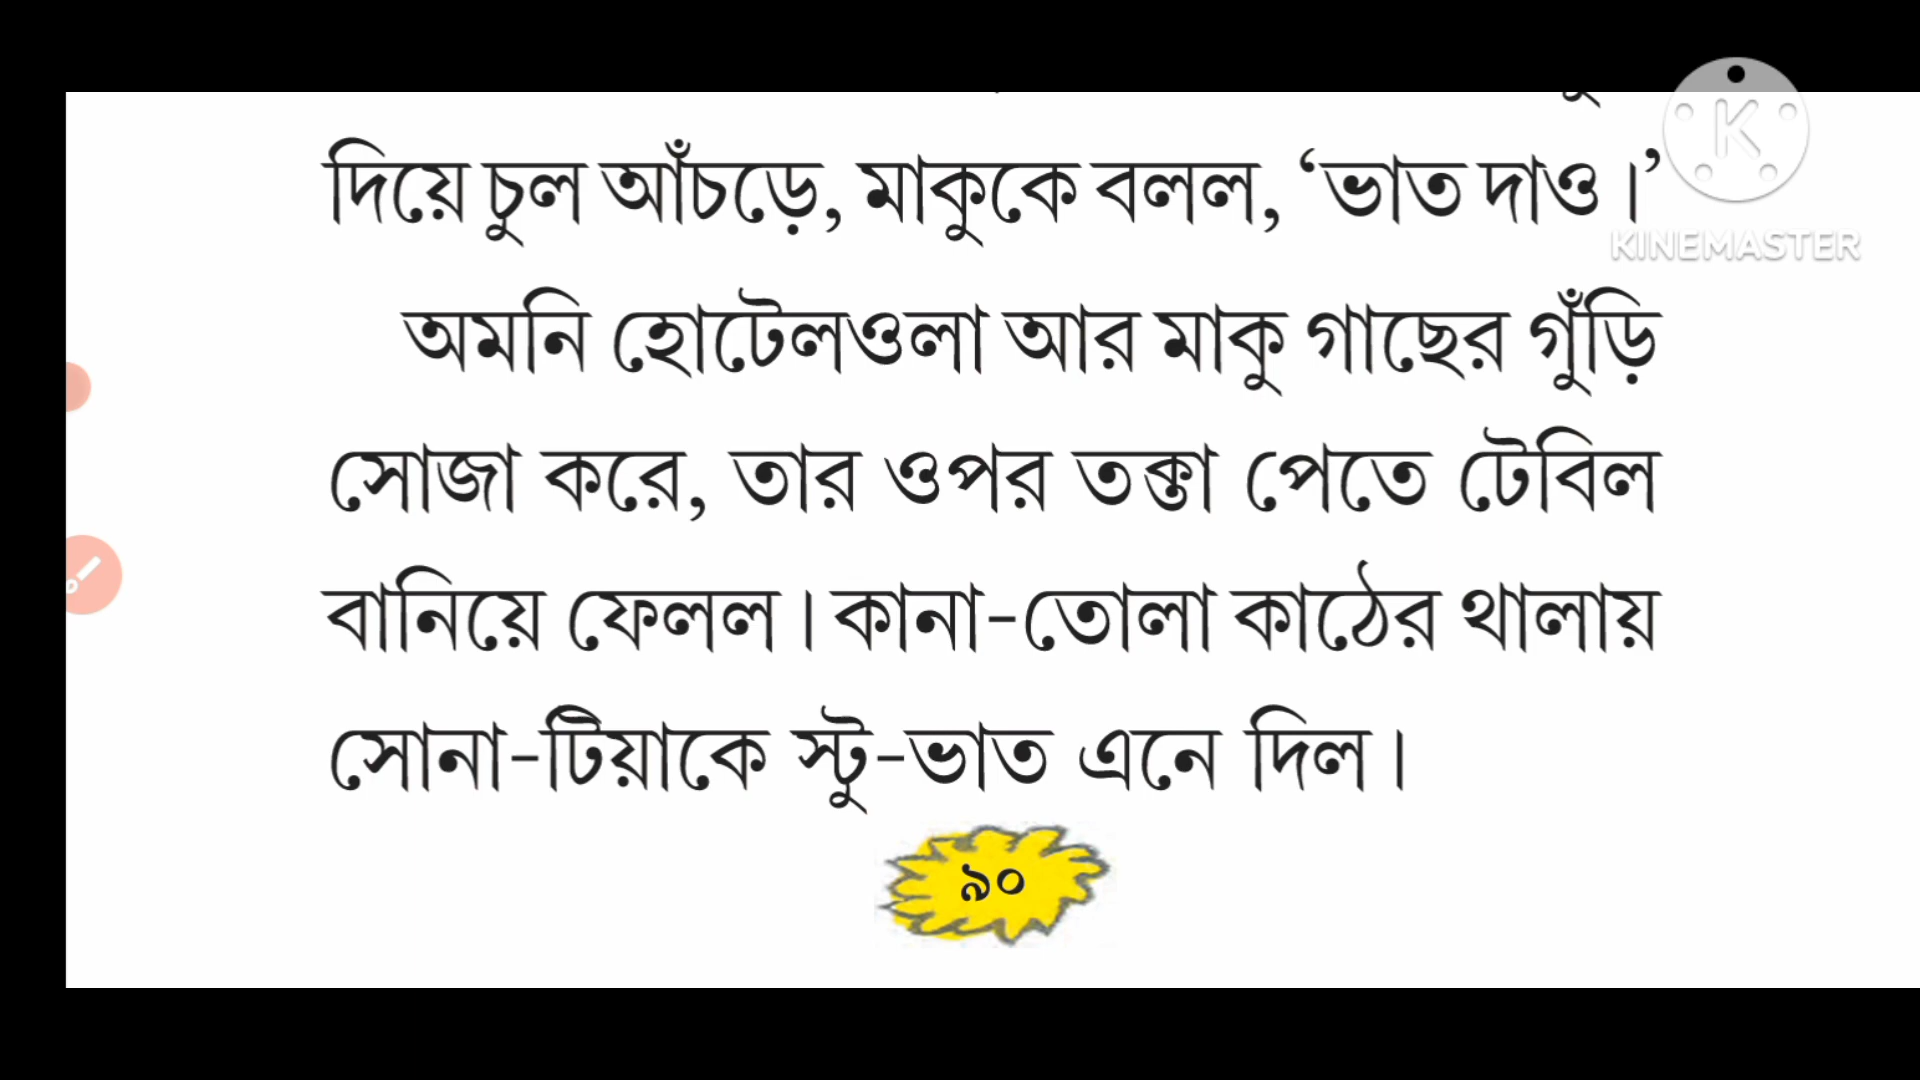 দিয়ে চুল আঁচড়ে, মাকুকে বলল, ‘ভাত দাও।’
KINEMASTER
অমনি হোটেলওলা আর মাকু গাছের গুঁড়ি
সোজা করে, তার ওপর তক্তা পেতে টেবিল
বানিয়ে ফেলল। কানা-তোলা কাঠের থালায়
সোনা-টিয়াকে স্টু-ভাত এনে দিল।
৯০